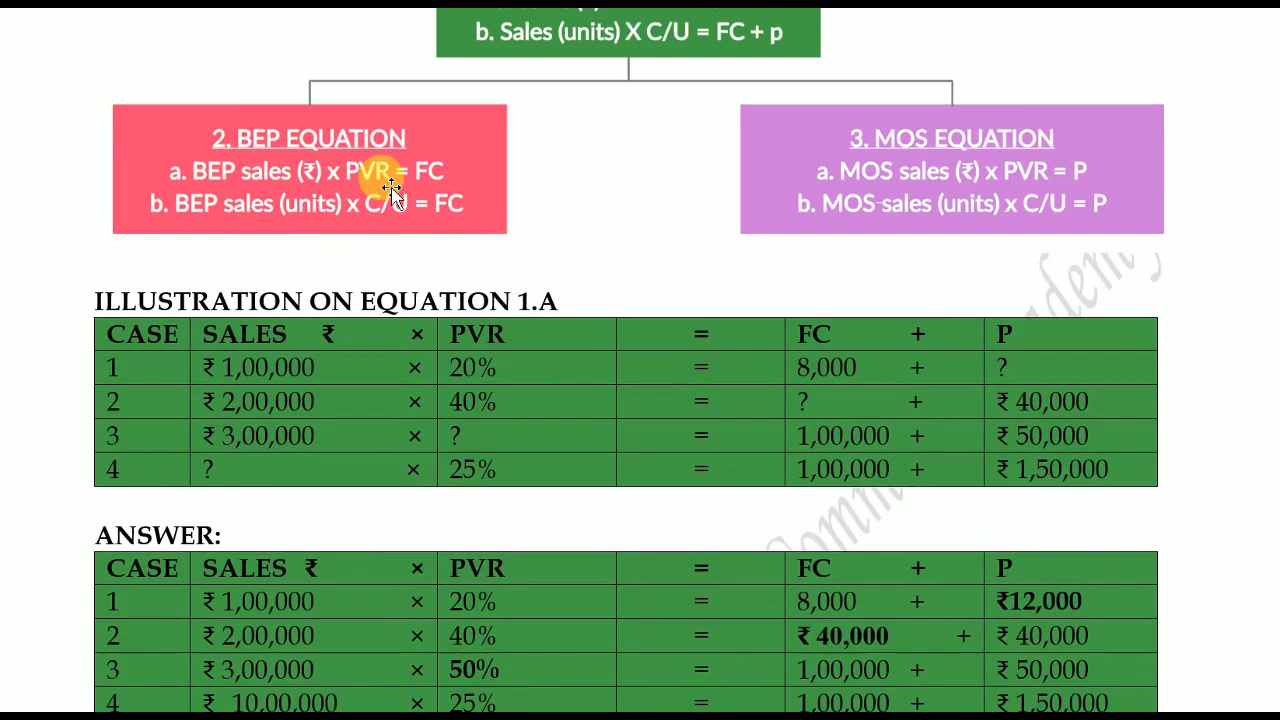 b. Sales (units) X C/U = FC + p
2. BEP EQUATION
a. BEP sales (₹) x PVR = FC
b. BEP sales (units) x C/U = FC
3. MOS EQUATION
a. MOS sales (₹) x PVR = P
b. MOS sales (units) x C/U = P
ILLUSTRATION ON EQUATION 1.A
CASE SALES ₹ × PVR = FC + P
1 ₹ 1,00,000 × 20% = 8,000 + ?
2 ₹ 2,00,000 × 40% = ? + ₹ 40,000
3 ₹ 3,00,000 × ? = 1,00,000 + ₹ 50,000
4 ? × 25% = 1,00,000 + ₹ 1,50,000
ANSWER:
CASE SALES ₹ × PVR = FC + P
1 ₹ 1,00,000 × 20% = 8,000 + ₹12,000
2 ₹ 2,00,000 × 40% = ₹ 40,000 + ₹ 40,000
3 ₹ 3,00,000 × 50% = 1,00,000 + ₹ 50,000
4 ₹ 10,00,000 × 25% = 1,00,000 + ₹ 1,50,000